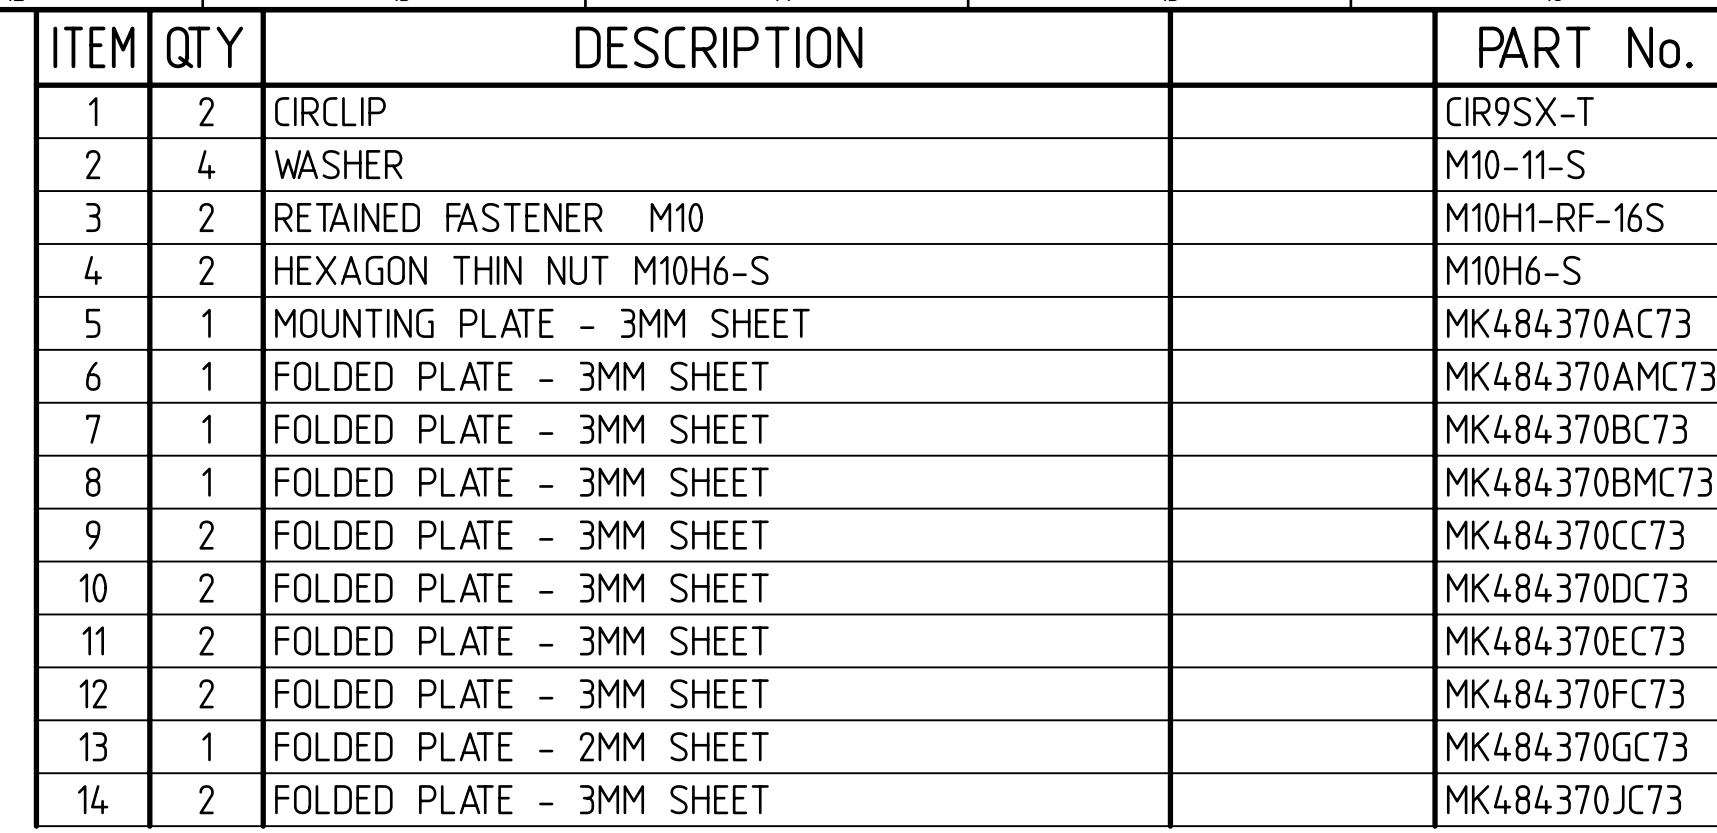 ITEM QTY DESCRIPTION PART No.
1 2 CIRCLIP CIR9SX-T
2 4 WASHER M10-11-S
3 2 RETAINED FASTENER M10 M10H1-RF-16S
4 2 HEXAGON THIN NUT M10H6-S M10H6-S
5 1 MOUNTING PLATE - 3MM SHEET MK484370AC73
6 1 FOLDED PLATE - 3MM SHEET MK484370AMC73
7 1 FOLDED PLATE - 3MM SHEET MK484370BC73
8 1 FOLDED PLATE - 3MM SHEET MK484370BMC73
9 2 FOLDED PLATE - 3MM SHEET MK484370CC73
10 2 FOLDED PLATE - 3MM SHEET MK484370DC73
11 2 FOLDED PLATE - 3MM SHEET MK484370EC73
12 2 FOLDED PLATE - 3MM SHEET MK484370FC73
13 1 FOLDED PLATE - 2MM SHEET MK484370GC73
14 2 FOLDED PLATE - 3MM SHEET MK484370JC73